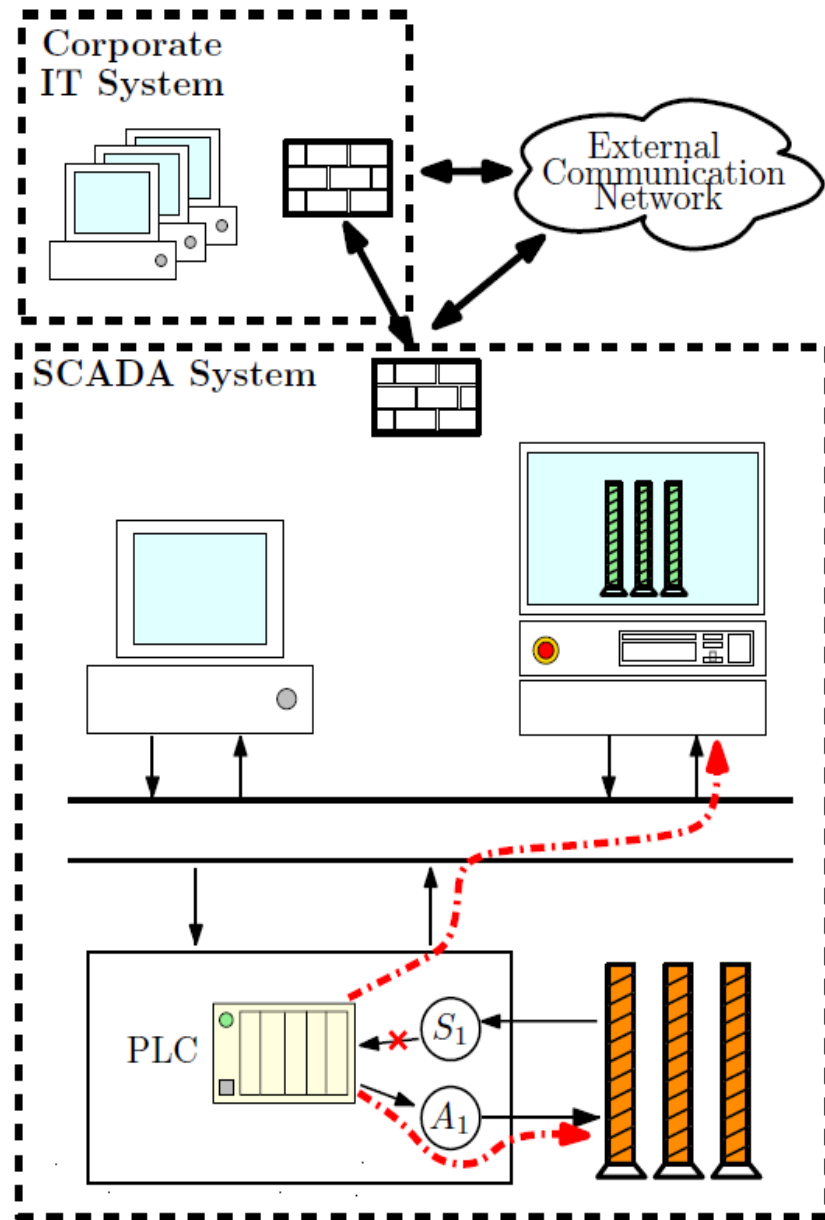 Corporate
IT System
External
Communication
Network
SCADA System
PLC
S₁
A₁